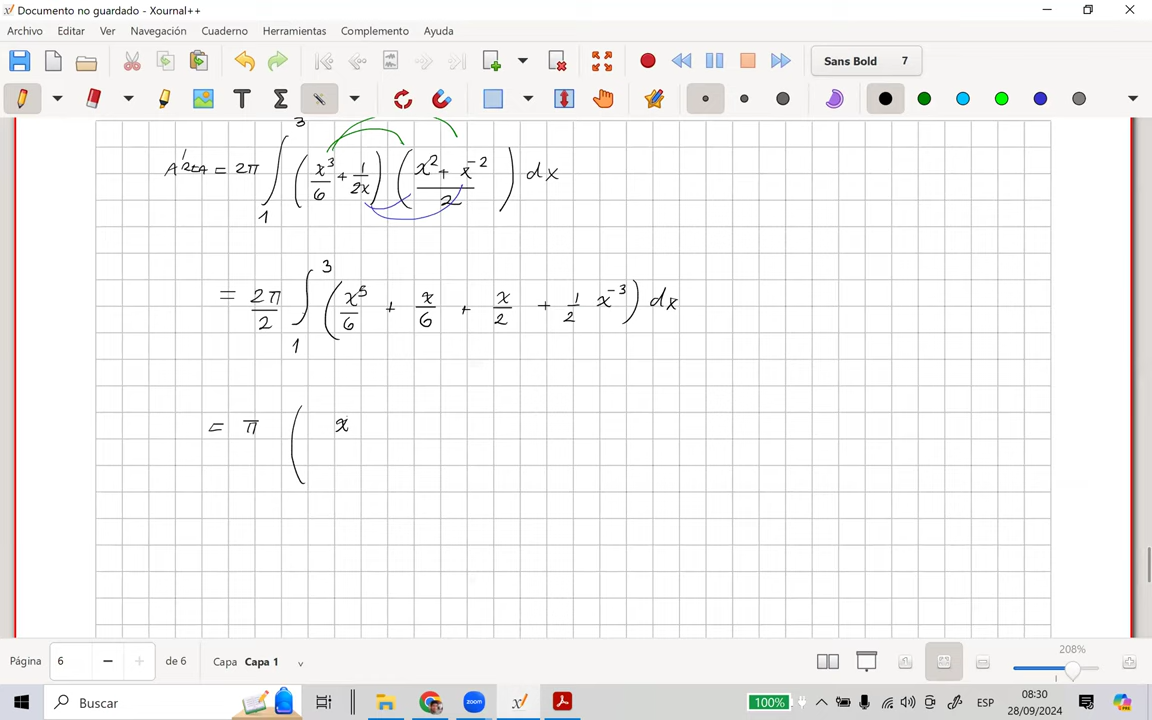 Documento no guardado - Xournal++
Archivo Editar Ver Navegación Cuaderno Herramientas Complemento Ayuda
Sans Bold 7
= 2π ∫₁³ (x³/6 + 1/2x) ((x² + x⁻²)/2) dx
= 2π/2 ∫₁³ (x⁵/6 + x/6 + x/2 + 1/2 x⁻³) dx
= π ( x
Página 6 de 6 Capa Capa 1 208%
Buscar zoom 100% ESP 08:30
28/09/2024